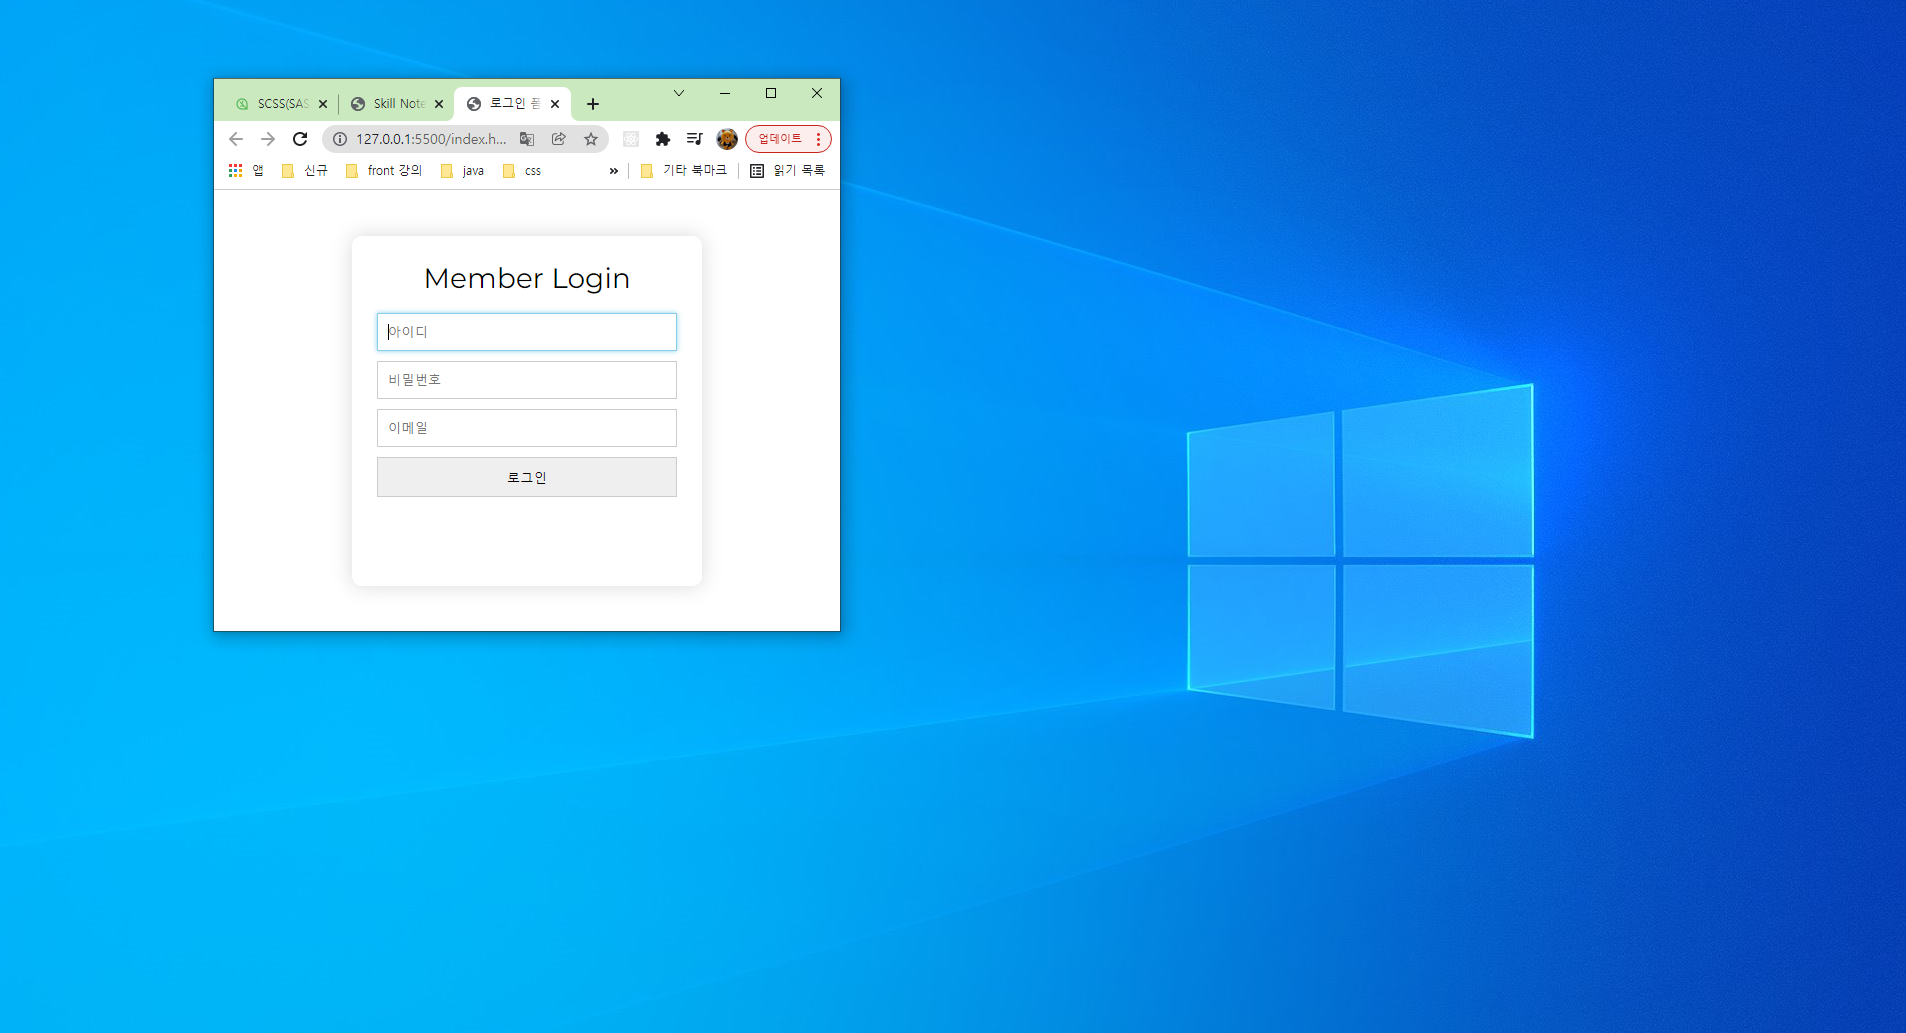 SCSS(SAS
Skill Note
로그인 폼
127.0.0.1:5500/index.h...
업데이트
앱 신규 front 강의 java css » 기타 북마크 읽기 목록
Member Login
아이디
비밀번호
이메일
로그인